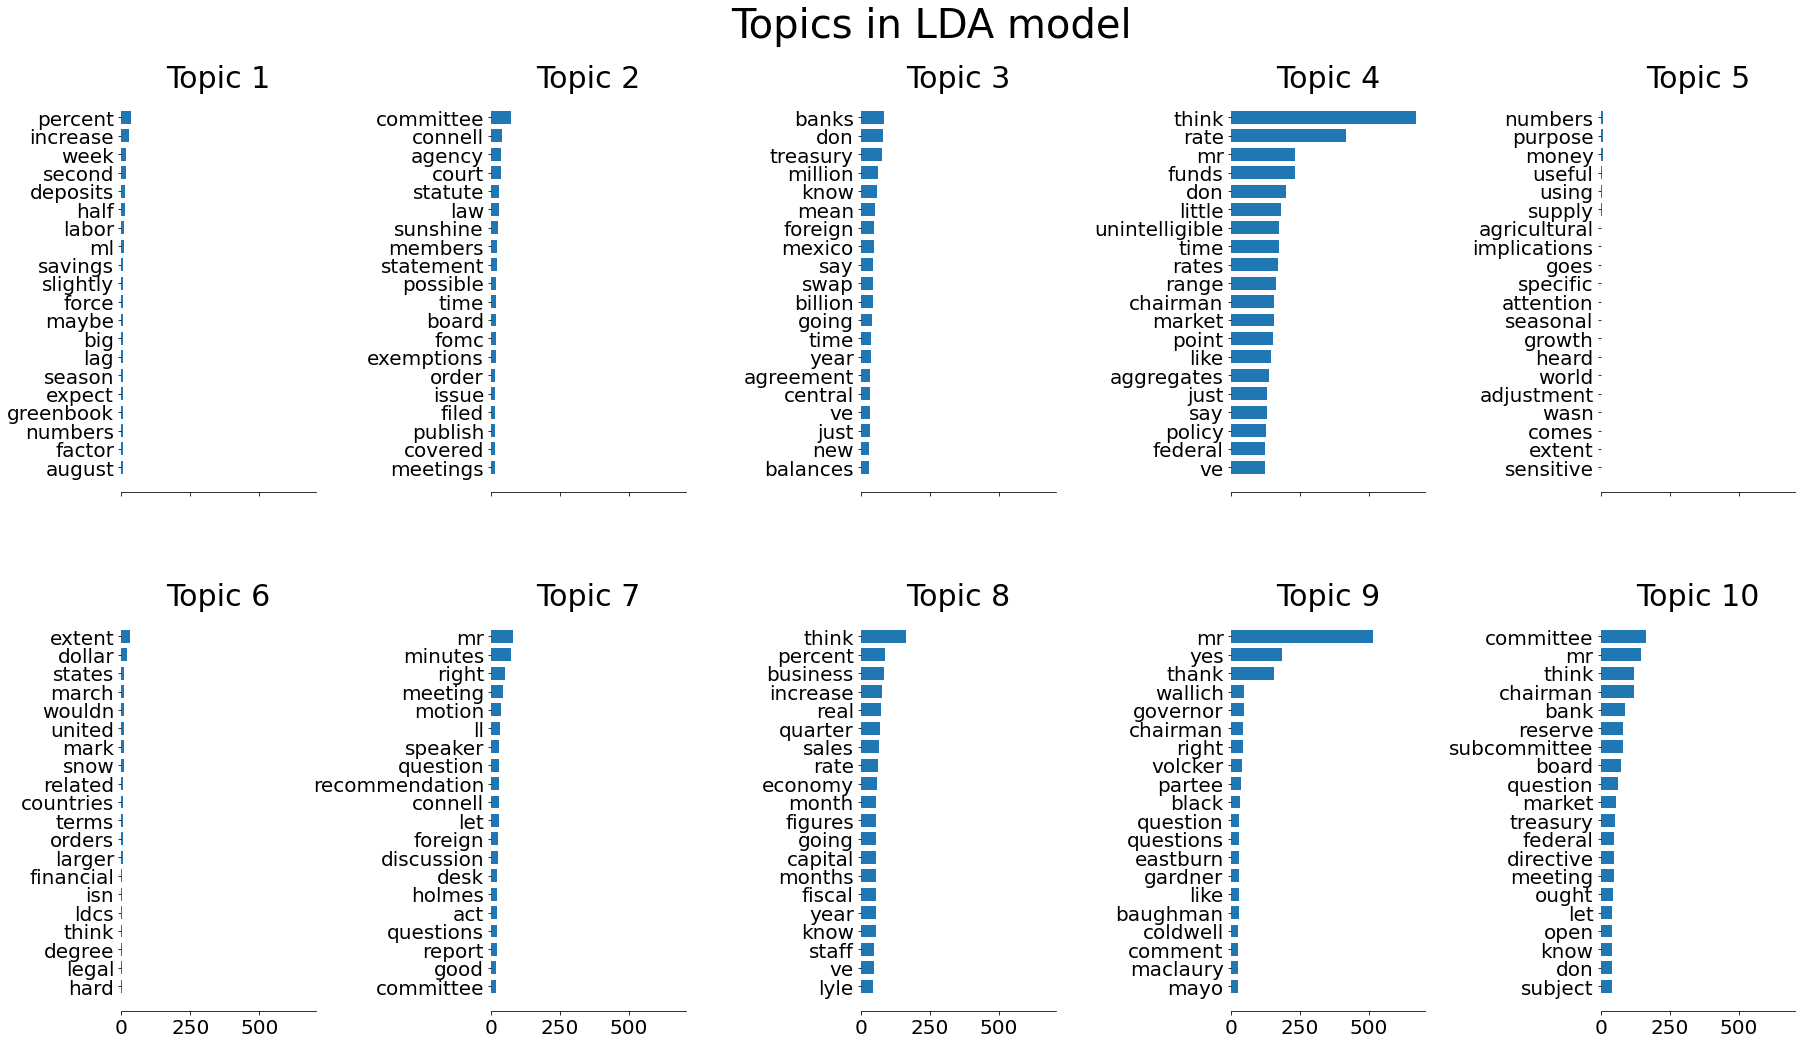 Topics in LDA model
Topic 1
percent
increase
week
second
deposits
half
labor
ml
savings
slightly
force
maybe
big
lag
season
expect
greenbook
numbers
factor
august
Topic 2
committee
connell
agency
court
statute
law
sunshine
members
statement
possible
time
board
fomc
exemptions
order
issue
filed
publish
covered
meetings
Topic 3
banks
don
treasury
million
know
mean
foreign
mexico
say
swap
billion
going
time
year
agreement
central
ve
just
new
balances
Topic 4
think
rate
mr
funds
don
little
unintelligible
time
rates
range
chairman
market
point
like
aggregates
just
say
policy
federal
ve
Topic 5
numbers
purpose
money
useful
using
supply
agricultural
implications
goes
specific
attention
seasonal
growth
heard
world
adjustment
wasn
comes
extent
sensitive
Topic 6
extent
dollar
states
march
wouldn
united
mark
snow
related
countries
terms
orders
larger
financial
isn
ldcs
think
degree
legal
hard
0 250 500
Topic 7
mr
minutes
right
meeting
motion
ll
speaker
question
recommendation
connell
let
foreign
discussion
desk
holmes
act
questions
report
good
committee
0 250 500
Topic 8
think
percent
business
increase
real
quarter
sales
rate
economy
month
figures
going
capital
months
fiscal
year
know
staff
ve
lyle
0 250 500
Topic 9
mr
yes
thank
wallich
governor
chairman
right
volcker
partee
black
question
questions
eastburn
gardner
like
baughman
coldwell
comment
maclaury
mayo
0 250 500
Topic 10
committee
mr
think
chairman
bank
reserve
subcommittee
board
question
market
treasury
federal
directive
meeting
ought
let
open
know
don
subject
0 250 500